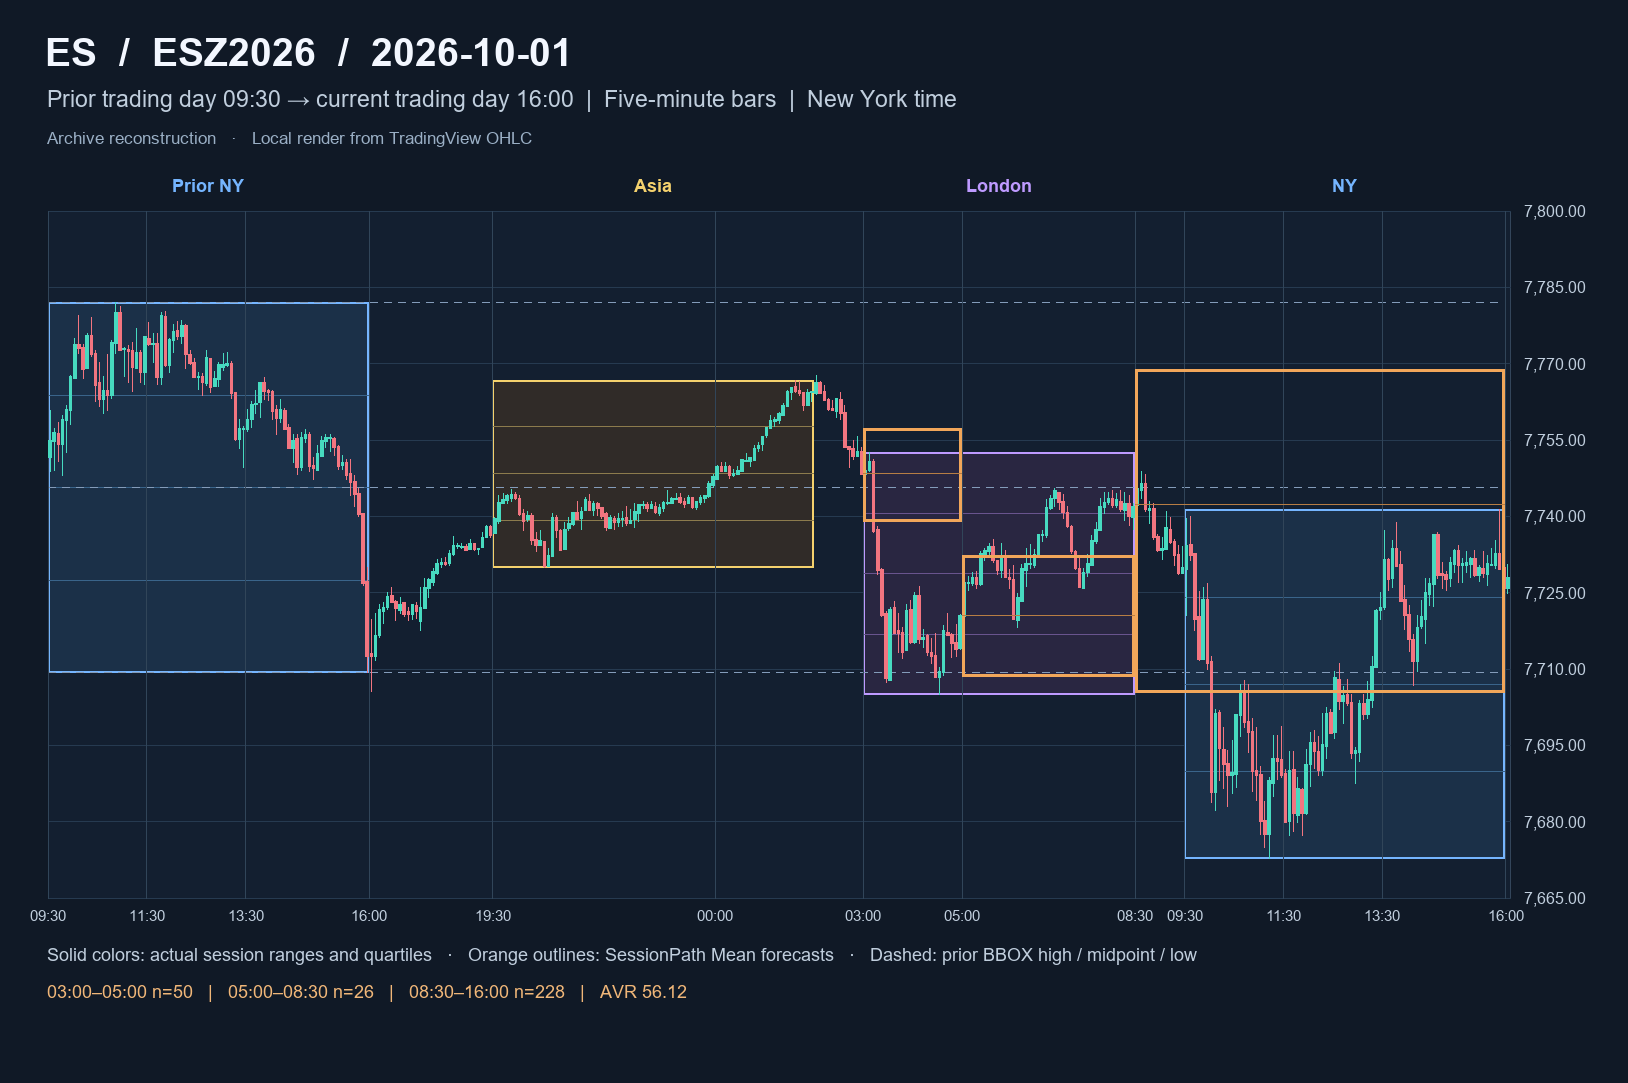 ES / ESZ2026 / 2026-10-01
Prior trading day 09:30 → current trading day 16:00 | Five-minute bars | New York time
Archive reconstruction · Local render from TradingView OHLC
Prior NY Asia London NY
7,800.00
7,785.00
7,770.00
7,755.00
7,740.00
7,725.00
7,710.00
7,695.00
7,680.00
7,665.00
09:30 11:30 13:30 16:00 19:30 00:00 03:00 05:00 08:30 09:30 11:30 13:30 16:00
Solid colors: actual session ranges and quartiles · Orange outlines: SessionPath Mean forecasts · Dashed: prior BBOX high / midpoint / low
03:00–05:00 n=50 | 05:00–08:30 n=26 | 08:30–16:00 n=228 | AVR 56.12